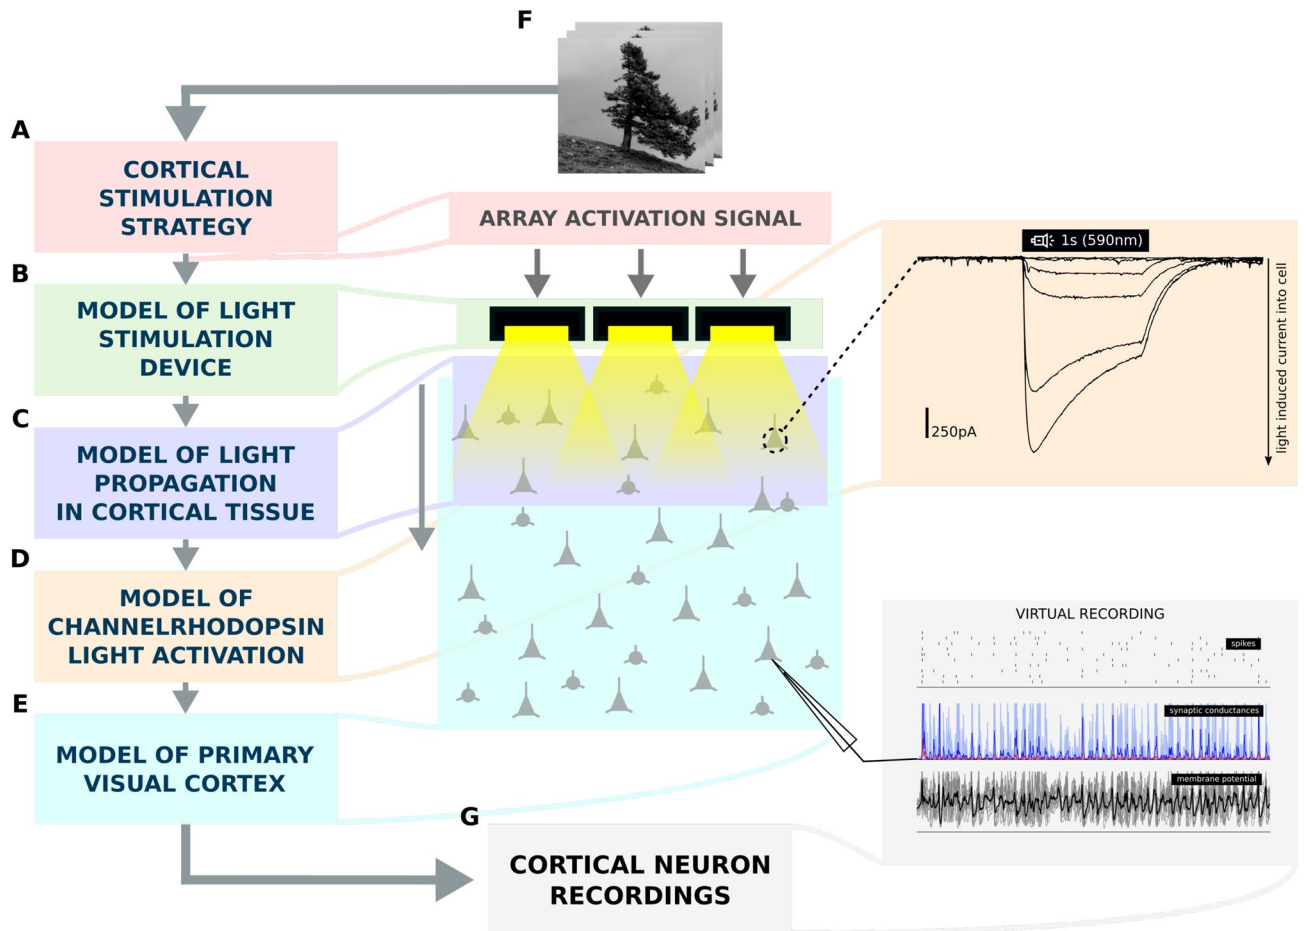 F
A
CORTICAL
STIMULATION
STRATEGY
ARRAY ACTIVATION SIGNAL
1s (590nm)
light induced current into cell
250pA
B
MODEL OF LIGHT
STIMULATION
DEVICE
C
MODEL OF LIGHT
PROPAGATION
IN CORTICAL TISSUE
D
MODEL OF
CHANNELRHODOPSIN
LIGHT ACTIVATION
E
MODEL OF PRIMARY
VISUAL CORTEX
VIRTUAL RECORDING
spikes
synaptic conductances
membrane potential
G
CORTICAL NEURON
RECORDINGS